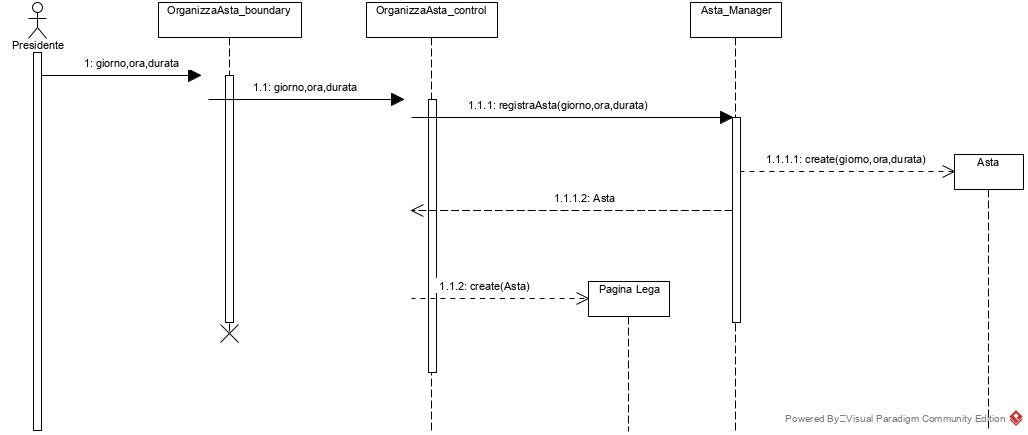 OrganizzaAsta_boundary
OrganizzaAsta_control
Asta_Manager
Presidente
1: giorno,ora,durata
1.1: giorno,ora,durata
1.1.1: registraAsta(giorno,ora,durata)
1.1.1.1: create(giorno,ora,durata)
Asta
1.1.1.2: Asta
1.1.2: create(Asta)
Pagina Lega
Powered By Visual Paradigm Community Edition